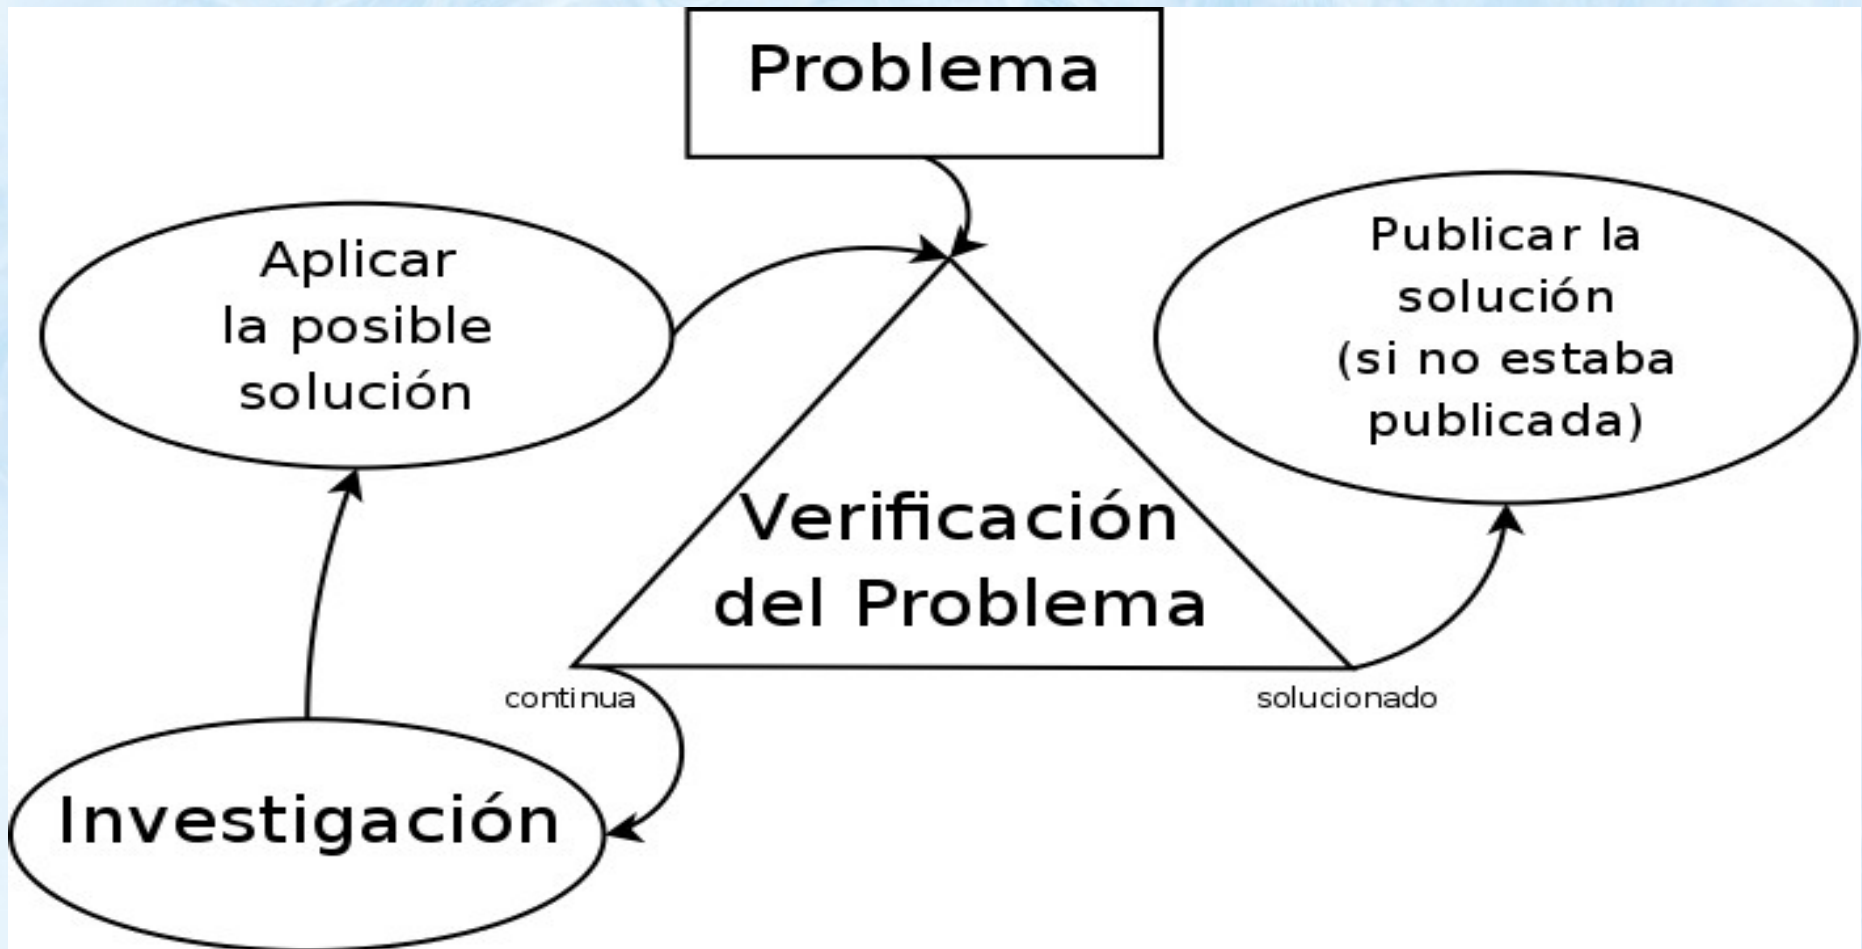 Problema
Aplicar
la posible
solución
Publicar la
solución
(si no estaba
publicada)
Verificación
del Problema
continua
solucionado
Investigación